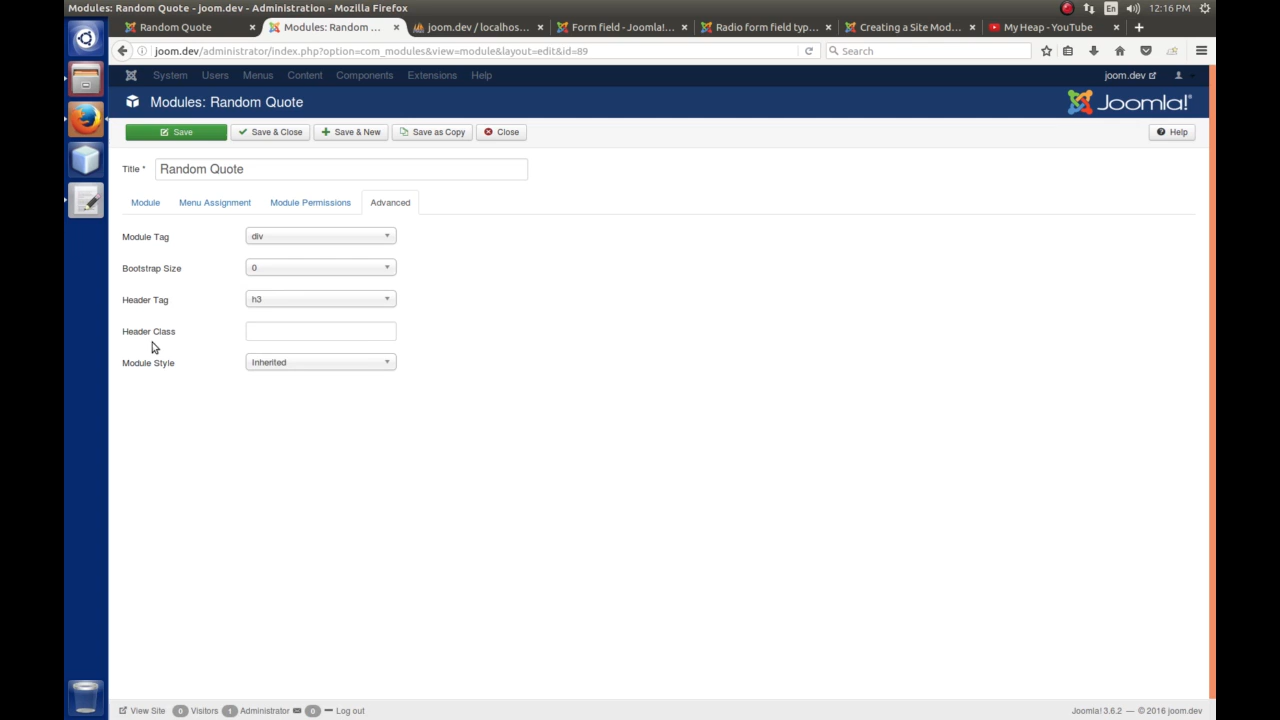 Modules: Random Quote - joom.dev - Administration - Mozilla Firefox
En 12:16 PM
Random Quote × Modules: Random ... × joom.dev / localhos... × Form field - Joomla!... × Radio form field typ... × Creating a Site Mod... × My Heap - YouTube ×
joom.dev/administrator/index.php?option=com_modules&view=module&layout=edit&id=89 Search
System Users Menus Content Components Extensions Help joom.dev
Modules: Random Quote Joomla!®
Save Save & Close Save & New Save as Copy Close Help
Title * Random Quote
Module Menu Assignment Module Permissions Advanced
Module Tag div
Bootstrap Size 0
Header Tag h3
Header Class
Module Style Inherited
View Site 0 Visitors 1 Administrator 0 Log out Joomla! 3.6.2 — © 2016 joom.dev